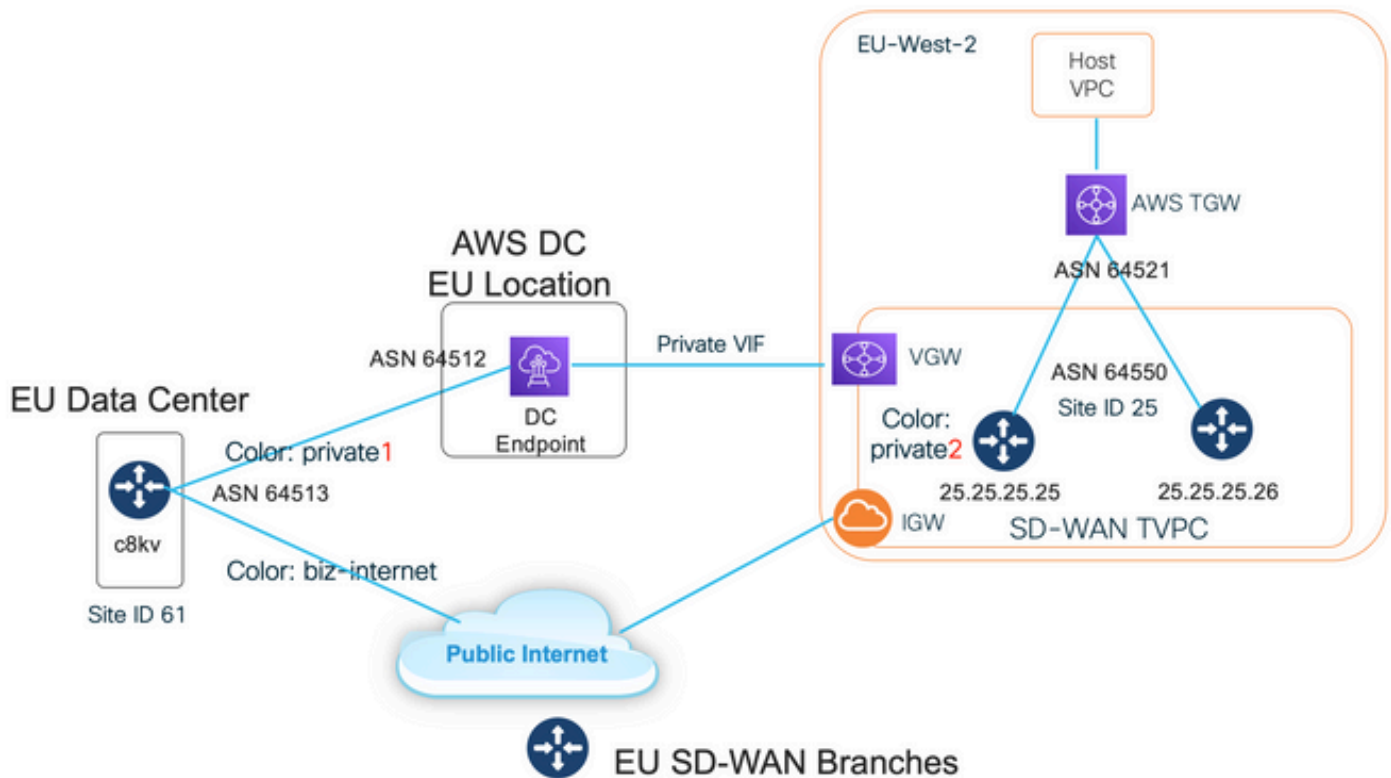 EU-West-2
Host
VPC
AWS TGW
ASN 64521
AWS DC
EU Location
ASN 64512
DC
Endpoint
Private VIF
VGW
ASN 64550
Site ID 25
Color:
private2
25.25.25.25
25.25.25.26
IGW
SD-WAN TVPC
EU Data Center
Color: private1
ASN 64513
c8kv
Color: biz-internet
Site ID 61
Public Internet
EU SD-WAN Branches